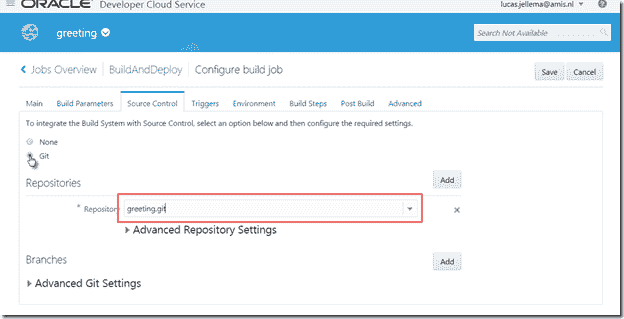 ORACLE Developer Cloud Service lucas.jellema@amis.nl
greeting Search Not Available
Jobs Overview BuildAndDeploy Configure build job Save Cancel
Main Build Parameters Source Control Triggers Environment Build Steps Post Build Advanced
To integrate the Build System with Source Control, select an option below and then configure the required settings.
None
Git
Repositories Add
* Repository greeting.git
Advanced Repository Settings
Branches Add
Advanced Git Settings